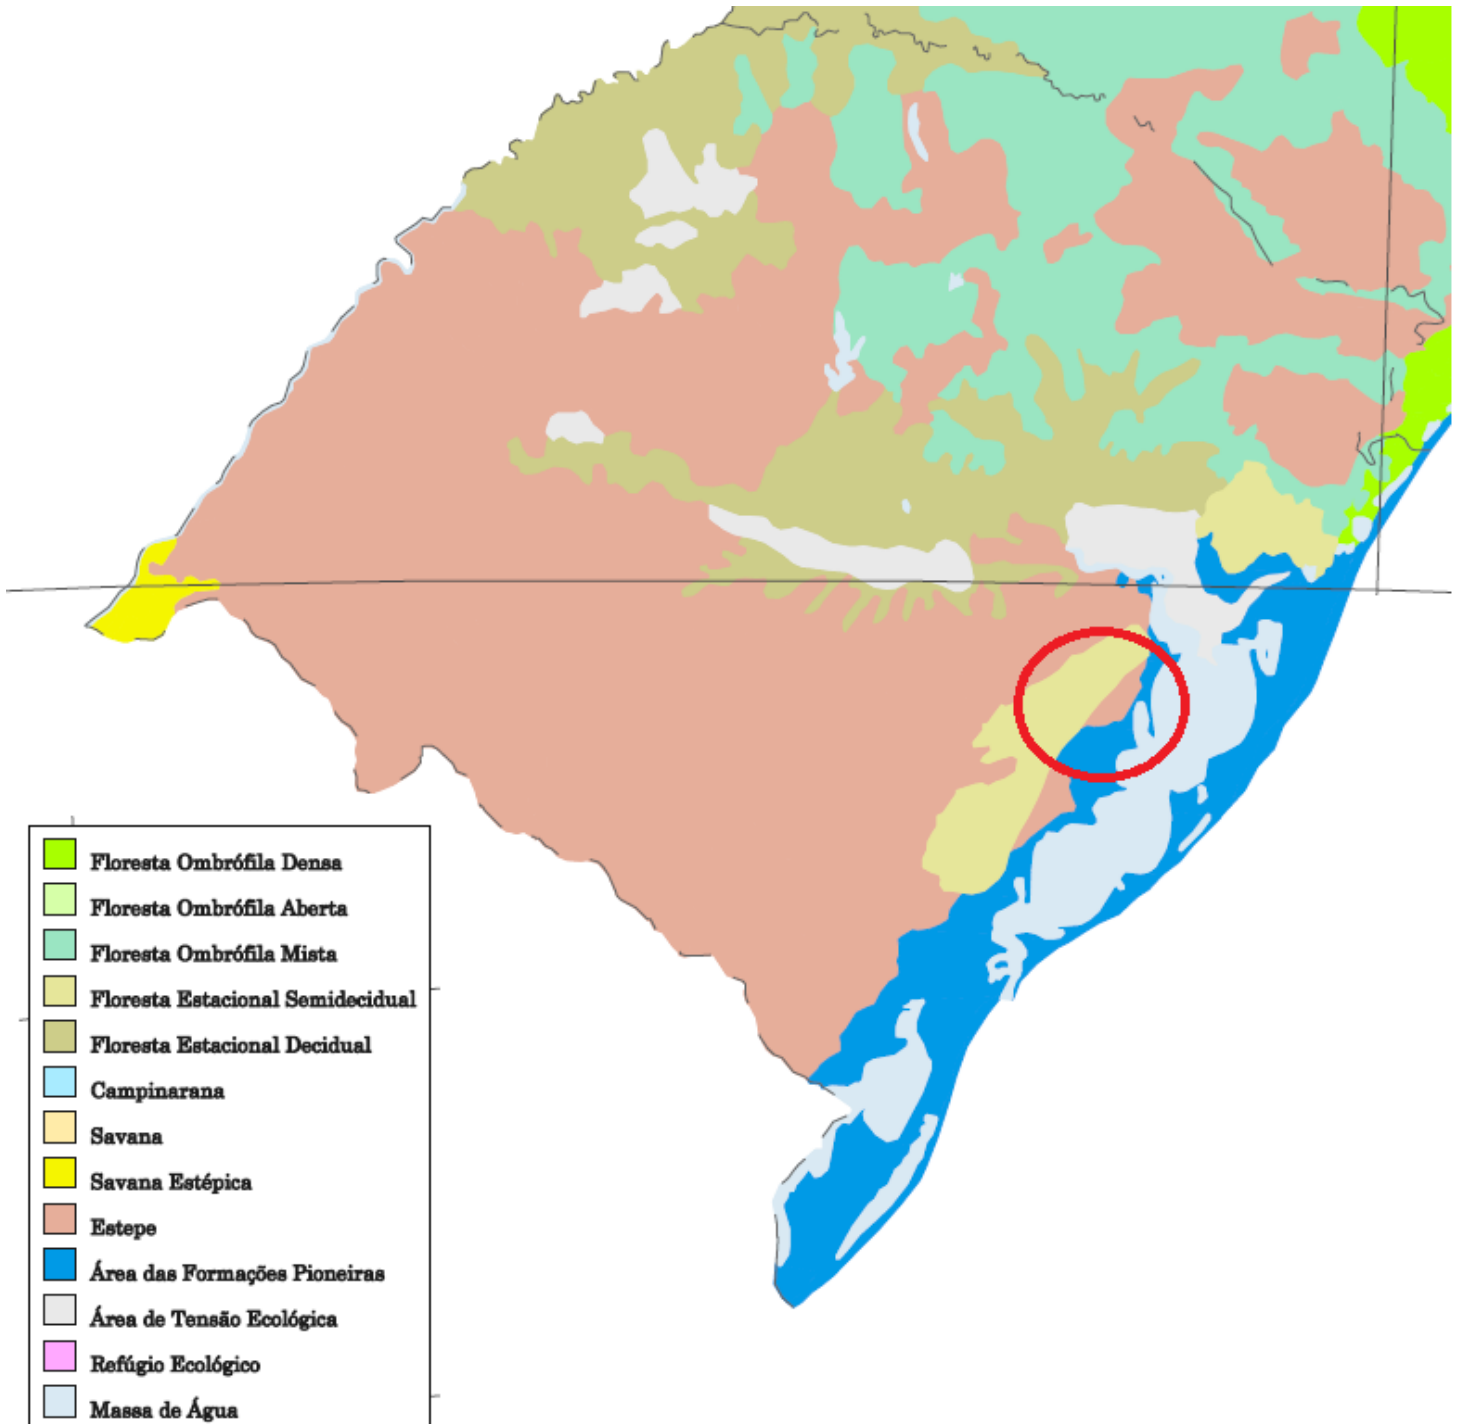 Floresta Ombrófila Densa
Floresta Ombrófila Aberta
Floresta Ombrófila Mista
Floresta Estacional Semidecidual
Floresta Estacional Decidual
Campinarana
Savana
Savana Estépica
Estepe
Área das Formações Pioneiras
Área de Tensão Ecológica
Refúgio Ecológico
Massa de Água